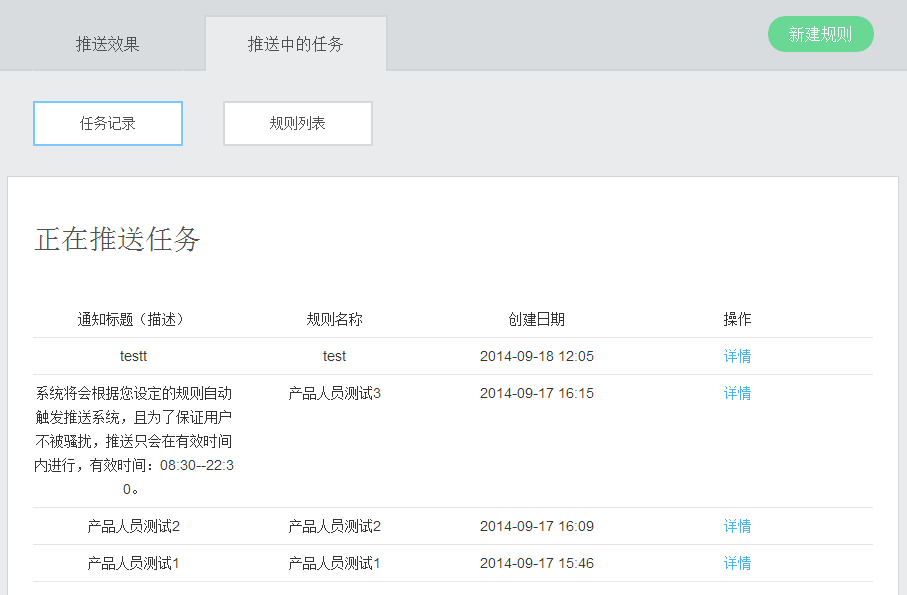 推送效果
推送中的任务
新建规则
任务记录
规则列表
正在推送任务
通知标题（描述） 规则名称 创建日期 操作
testt test 2014-09-18 12:05 详情
系统将会根据您设定的规则自动 产品人员测试3 2014-09-17 16:15 详情
触发推送系统，且为了保证用户
不被骚扰，推送只会在有效时间
内进行，有效时间：08:30--22:3
0。
产品人员测试2 产品人员测试2 2014-09-17 16:09 详情
产品人员测试1 产品人员测试1 2014-09-17 15:46 详情